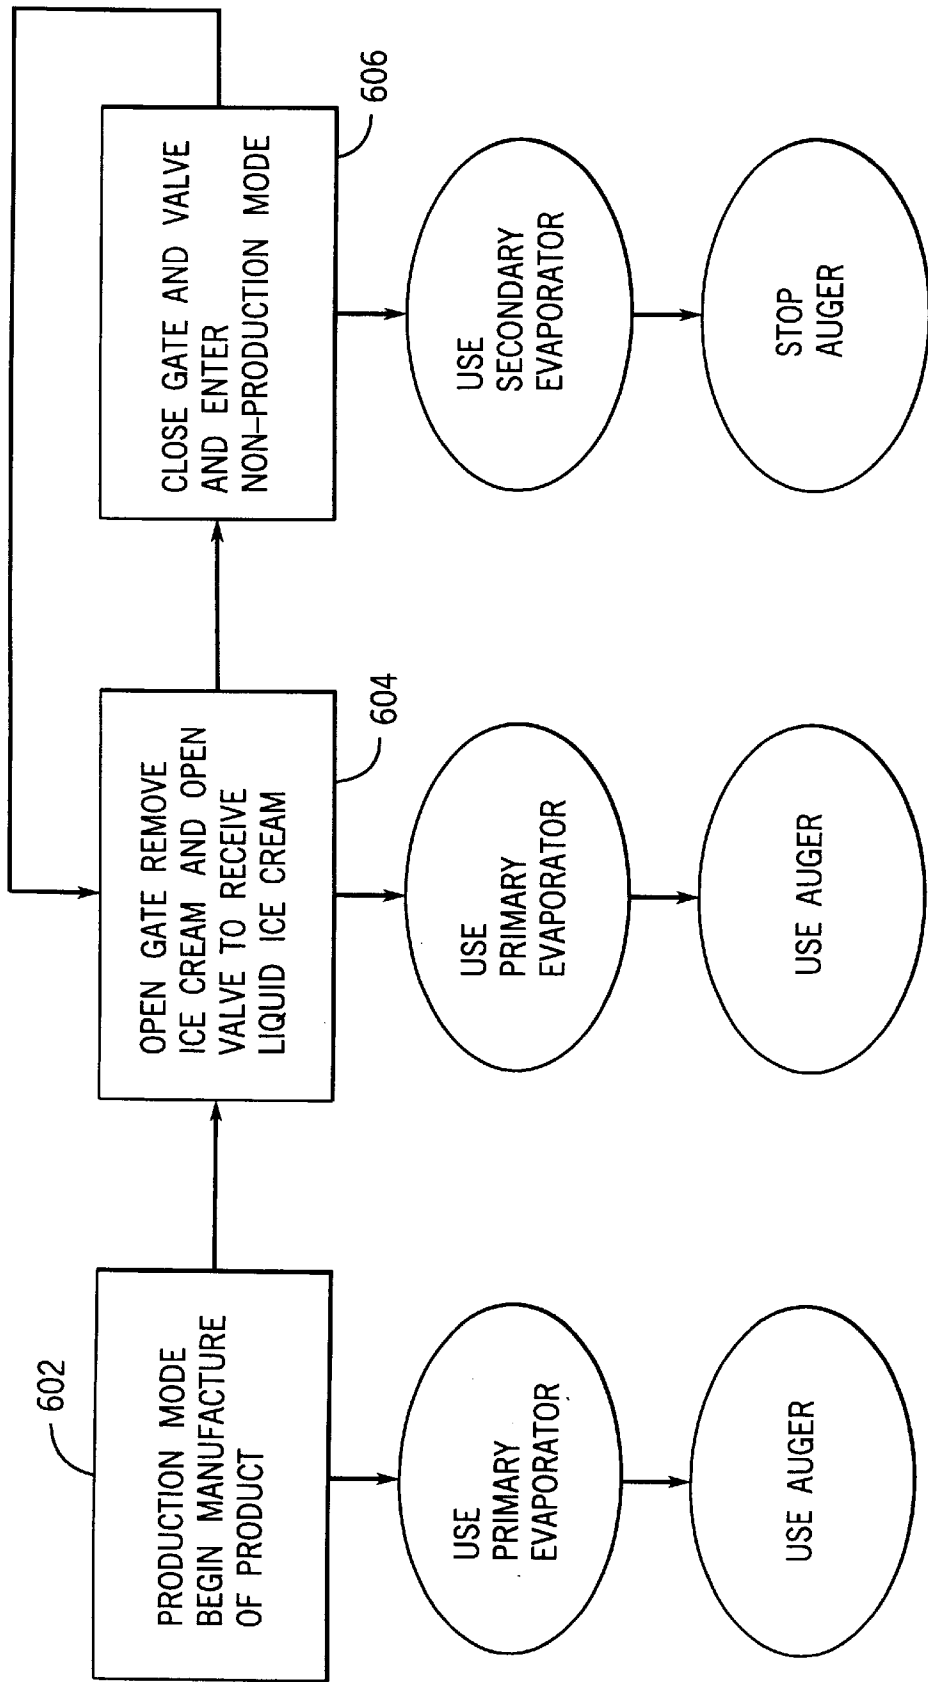 602
PRODUCTION MODE
BEGIN MANUFACTURE
OF PRODUCT
USE
PRIMARY
EVAPORATOR
USE AUGER
604
OPEN GATE REMOVE
ICE CREAM AND OPEN
VALVE TO RECEIVE
LIQUID ICE CREAM
USE
PRIMARY
EVAPORATOR
USE AUGER
606
CLOSE GATE AND VALVE
AND ENTER
NON-PRODUCTION MODE
USE
SECONDARY
EVAPORATOR
STOP
AUGER